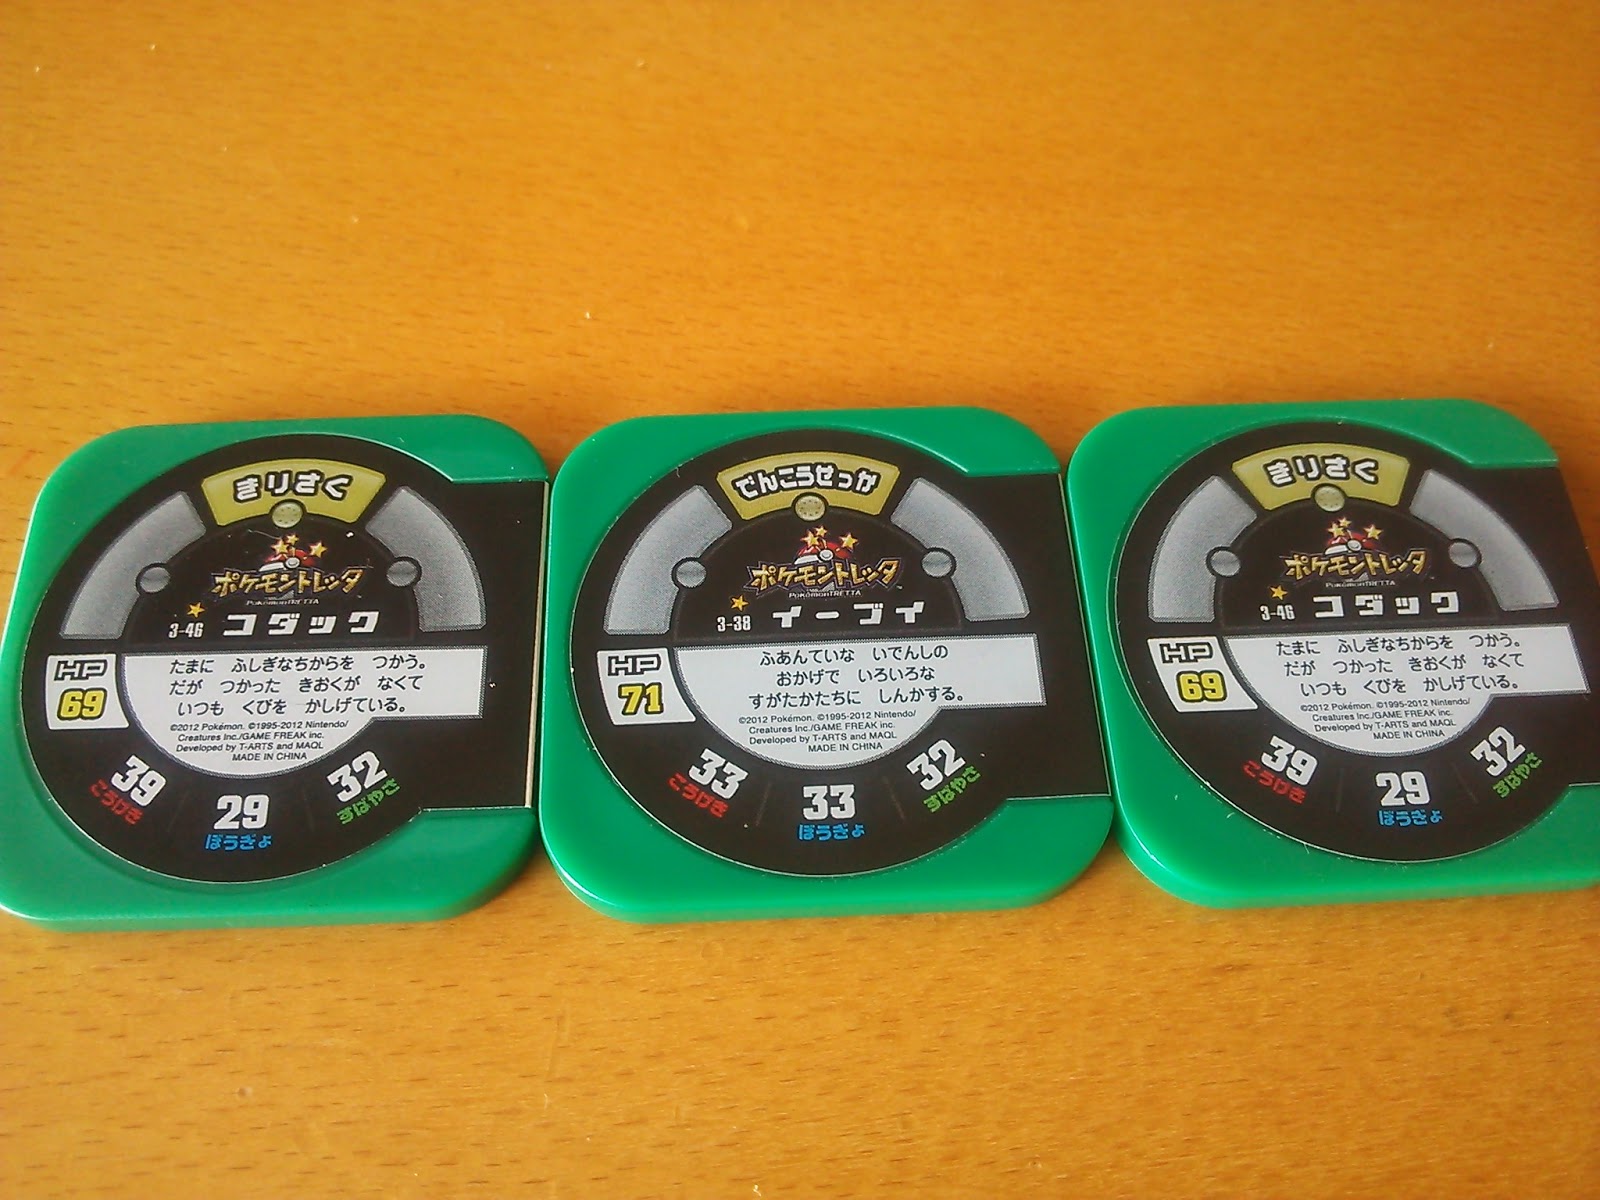 きりさく
ポケモントレッタ
PokémonTRETTA
3-46 コダック
HP
69
たまに ふしぎなちからを つかう。
だが つかった きおくが なくて
いつも くびを かしげている。
©2012 Pokémon. ©1995-2012 Nintendo/
Creatures Inc./GAME FREAK inc.
Developed by T-ARTS and MAQL
MADE IN CHINA
39
こうげき
29
ぼうぎょ
32
すばやさ
でんこうせっか
ポケモントレッタ
PokémonTRETTA
3-38 イーブイ
HP
71
ふあんていな いでんしの
おかげで いろいろな
すがたかたちに しんかする。
©2012 Pokémon. ©1995-2012 Nintendo/
Creatures Inc./GAME FREAK inc.
Developed by T-ARTS and MAQL
MADE IN CHINA
33
こうげき
33
ぼうぎょ
32
すばやさ
きりさく
ポケモントレッタ
PokémonTRETTA
3-46 コダック
HP
69
たまに ふしぎなちからを つかう。
だが つかった きおくが なくて
いつも くびを かしげている。
©2012 Pokémon. ©1995-2012 Nintendo/
Creatures Inc./GAME FREAK inc.
Developed by T-ARTS and MAQL
MADE IN CHINA
39
こうげき
29
ぼうぎょ
32
すばやさ